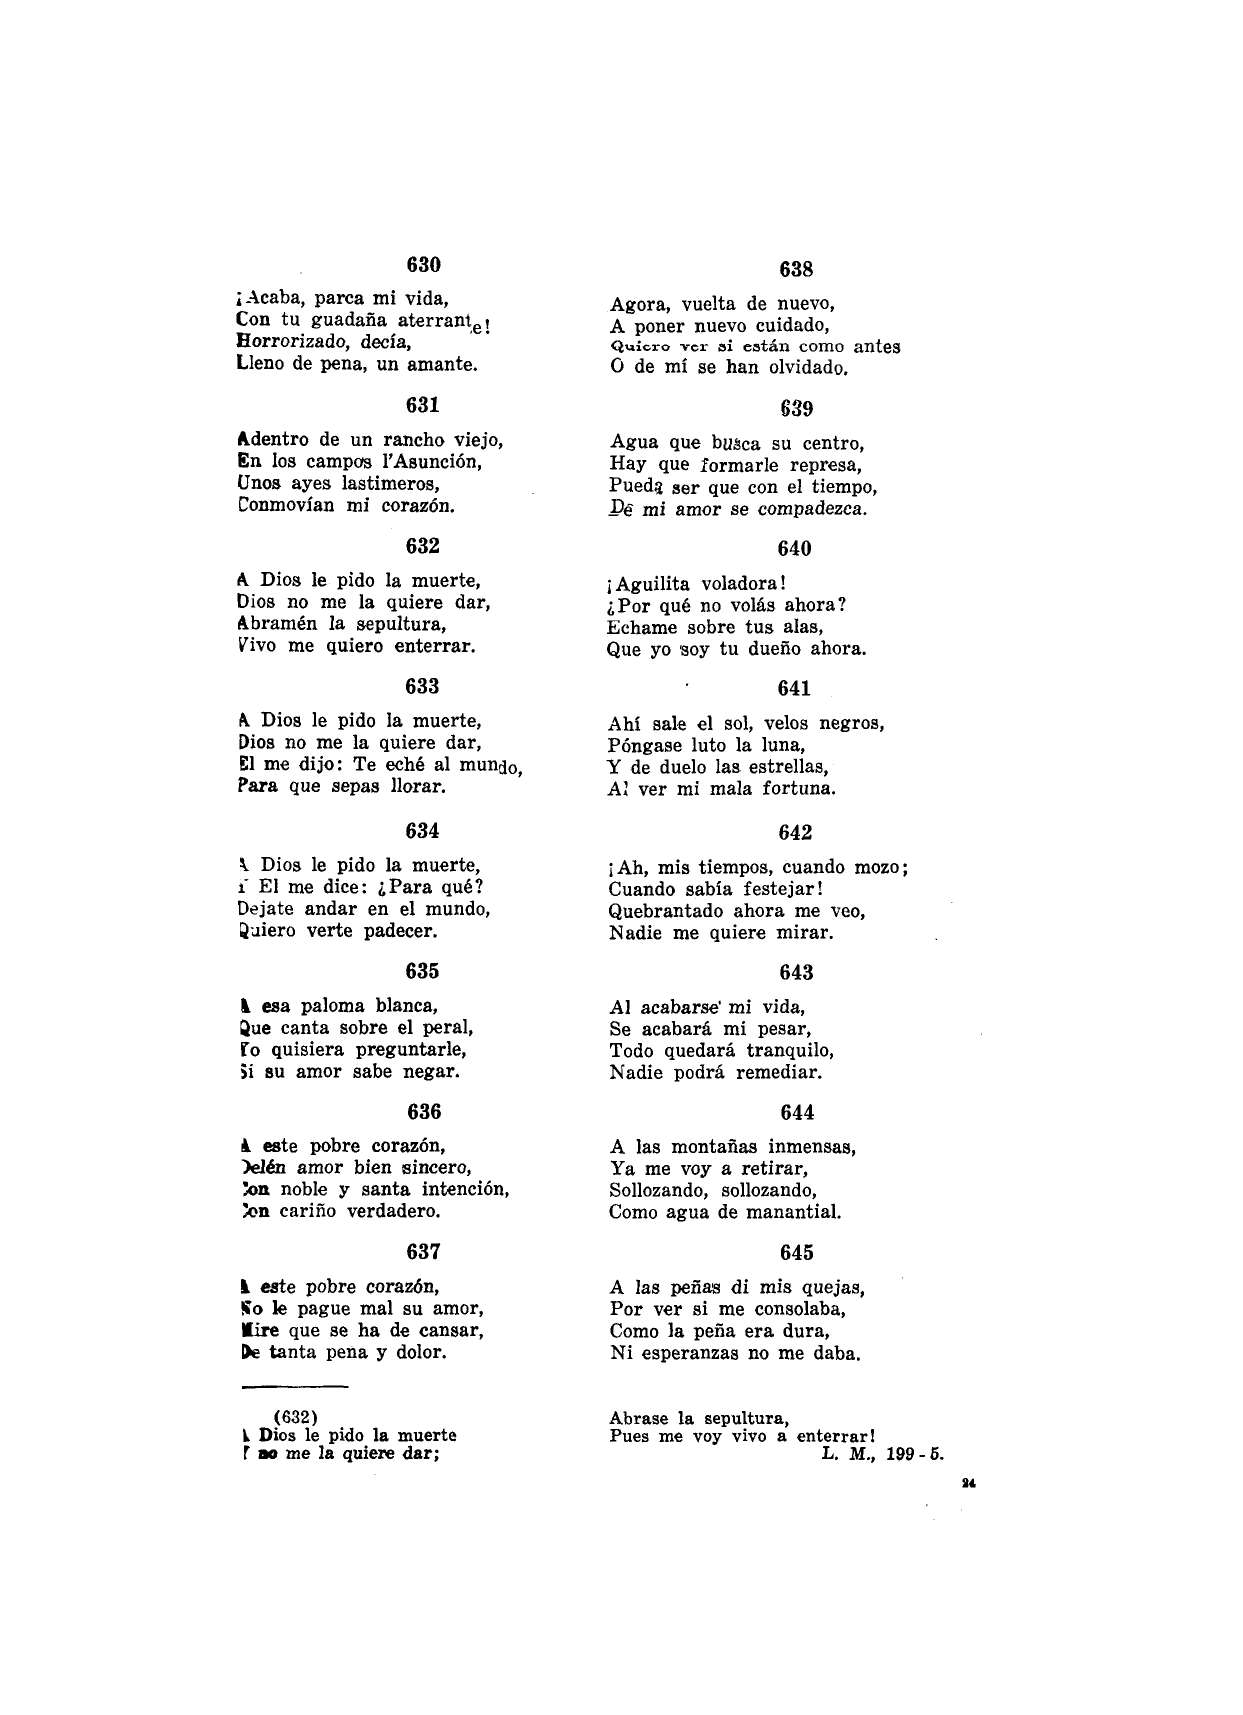 630
¡Acaba, parca mi vida,
Con tu guadaña aterrante!
Horrorizado, decía,
Lleno de pena, un amante.
631
Adentro de un rancho viejo,
En los campos l'Asunción,
Unos ayes lastimeros,
Conmovían mi corazón.
632
A Dios le pido la muerte,
Dios no me la quiere dar,
Abramén la sepultura,
Vivo me quiero enterrar.
633
A Dios le pido la muerte,
Dios no me la quiere dar,
El me dijo: Te eché al mundo,
Para que sepas llorar.
634
A Dios le pido la muerte,
Y El me dice: ¿Para qué?
Dejate andar en el mundo,
Quiero verte padecer.
635
A esa paloma blanca,
Que canta sobre el peral,
Yo quisiera preguntarle,
Si su amor sabe negar.
636
A este pobre corazón,
Delén amor bien sincero,
Con noble y santa intención,
Con cariño verdadero.
637
A este pobre corazón,
No le pague mal su amor,
Mire que se ha de cansar,
De tanta pena y dolor.
638
Agora, vuelta de nuevo,
A poner nuevo cuidado,
Quiero ver si están como antes
O de mí se han olvidado.
639
Agua que busca su centro,
Hay que formarle represa,
Pueda ser que con el tiempo,
De mi amor se compadezca.
640
¡Aguilita voladora!
¿Por qué no volás ahora?
Echame sobre tus alas,
Que yo soy tu dueño ahora.
641
Ahí sale el sol, velos negros,
Póngase luto la luna,
Y de duelo las estrellas,
Al ver mi mala fortuna.
642
¡Ah, mis tiempos, cuando mozo;
Cuando sabía festejar!
Quebrantado ahora me veo,
Nadie me quiere mirar.
643
Al acabarse mi vida,
Se acabará mi pesar,
Todo quedará tranquilo,
Nadie podrá remediar.
644
A las montañas inmensas,
Ya me voy a retirar,
Sollozando, sollozando,
Como agua de manantial.
645
A las peñas di mis quejas,
Por ver si me consolaba,
Como la peña era dura,
Ni esperanzas no me daba.
(632)
A Dios le pido la muerte
Y no me la quiere dar;
Abrase la sepultura,
Pues me voy vivo a enterrar!
L. M., 199-5.
24